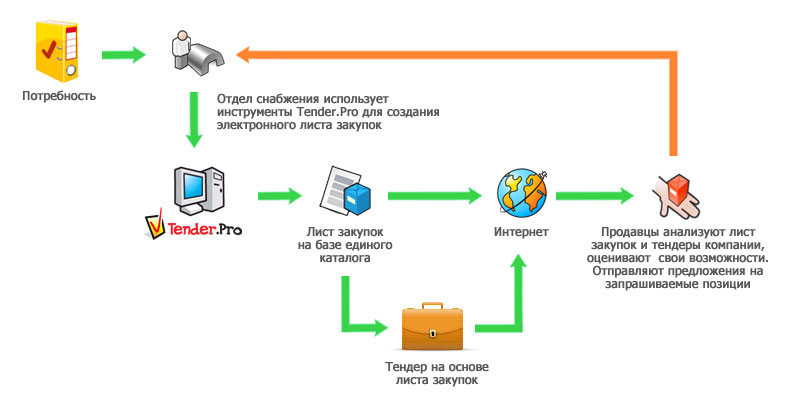 Потребность
Отдел снабжения использует
инструменты Tender.Pro для создания
электронного листа закупок
Tender.Pro
Лист закупок
на базе единого
каталога
Интернет
Продавцы анализуют лист
закупок и тендеры компании,
оценивают свои возможности.
Отправляют предложения на
запрашиваемые позиции
Тендер на основе
листа закупок